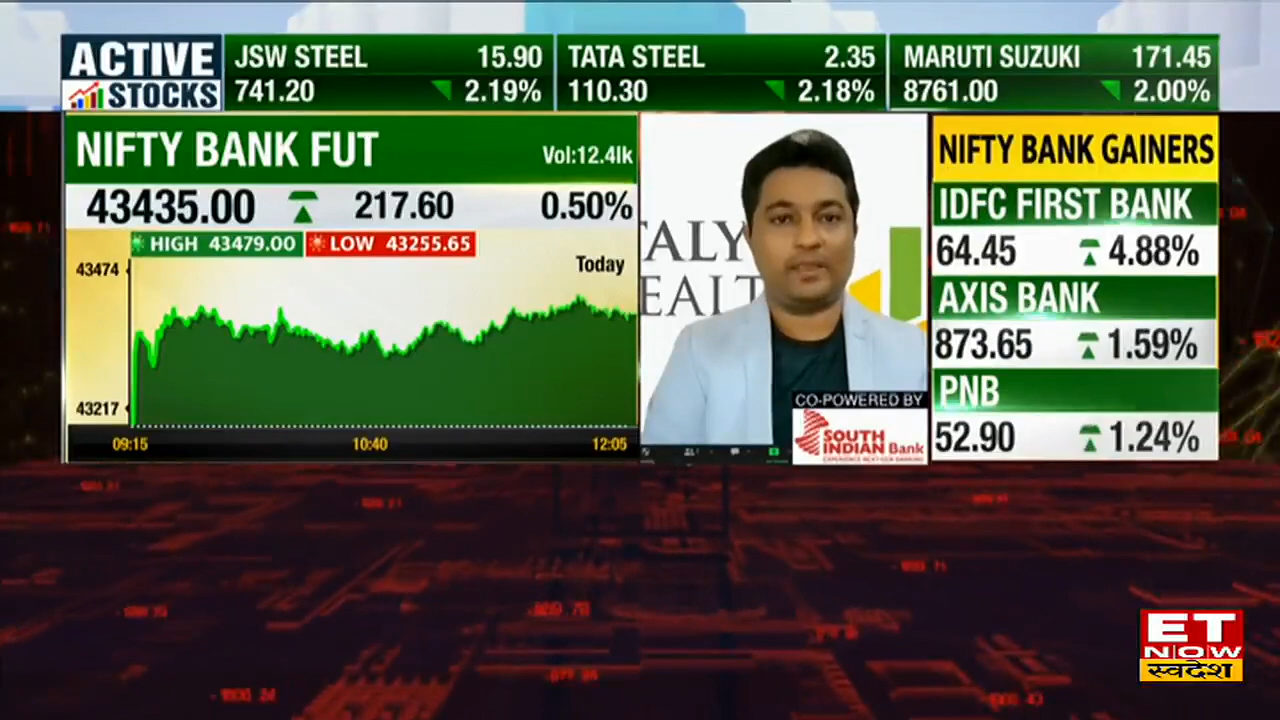 ACTIVE
STOCKS
JSW STEEL 15.90
741.20 2.19%
TATA STEEL 2.35
110.30 2.18%
MARUTI SUZUKI 171.45
8761.00 2.00%
NIFTY BANK FUT Vol:12.4lk
43435.00 217.60 0.50%
HIGH 43479.00 LOW 43255.65
43474 Today
43217
09:15 10:40 12:05
CO-POWERED BY
SOUTH
INDIAN Bank
EXPERIENCE NEXT-GEN BANKING
NIFTY BANK GAINERS
IDFC FIRST BANK
64.45 4.88%
AXIS BANK
873.65 1.59%
PNB
52.90 1.24%
ET
NOW
स्वदेश